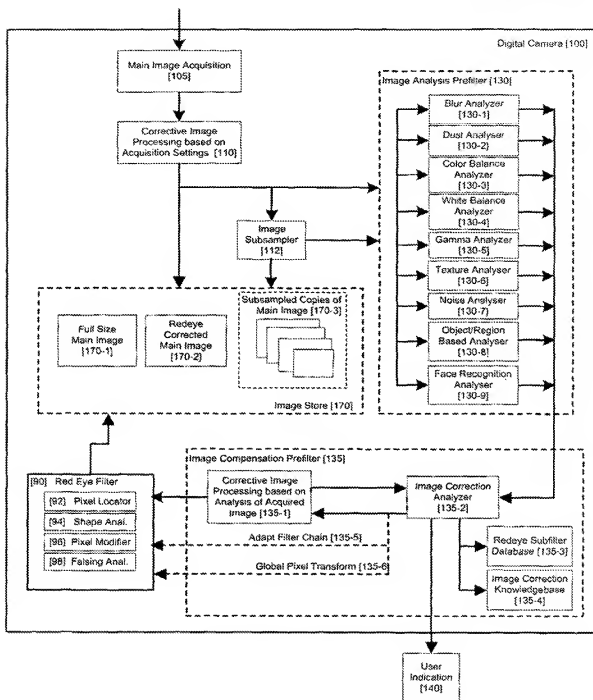 Digital Camera [100]
Main Image Acquisition
[105]
Corrective Image
Processing based on
Acquisition Settings [110]
Image
Subsampler
[112]
Image Analysis Prefilter [130]
Blur Analyzer
[130-1]
Dust Analyser
[130-2]
Color Balance
Analyzer
[130-3]
White Balance
Analyzer
[130-4]
Gamma Analyzer
[130-5]
Texture Analyser
[130-6]
Noise Analyser
[130-7]
Object/Region
Based Analyser
[130-8]
Face Recognition
Analyser
[130-9]
Full Size
Main Image
[170-1]
Redeye
Corrected
Main Image
[170-2]
Subsampled Copies of
Main Image [170-3]
Image Store [170]
Image Compensation Prefilter [135]
[90] Red Eye Filter
[92] Pixel Locator
[94] Shape Anal.
[96] Pixel Modifier
[98] Falsing Anal.
Corrective Image
Processing based on
Analysis of Acquired
Image [135-1]
Image Correction
Analyzer
[135-2]
Adapt Filter Chain [135-5]
Global Pixel Transform [135-6]
Redeye Subfilter
Database [135-3]
Image Correction
Knowledgebase
[135-4]
User
Indication
[140]